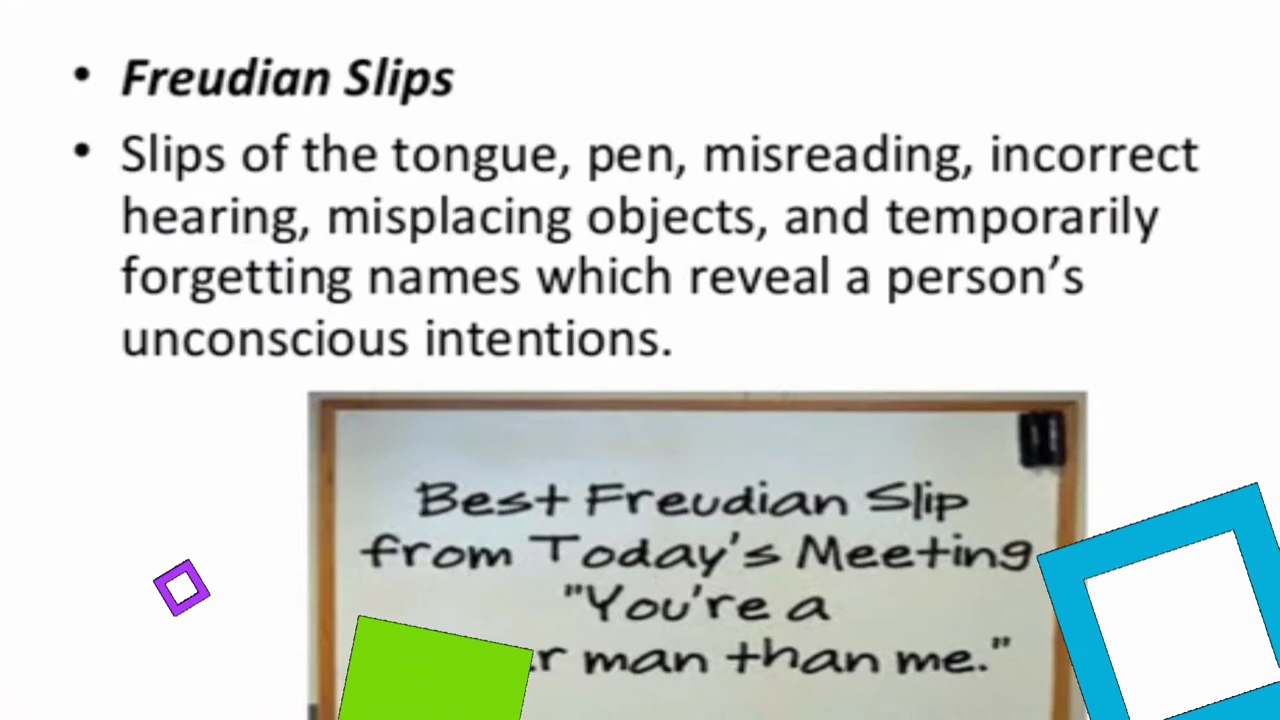 • Freudian Slips
• Slips of the tongue, pen, misreading, incorrect
hearing, misplacing objects, and temporarily
forgetting names which reveal a person's
unconscious intentions.
Best Freudian Slip
from Today's Meeting
"You're a
man than me."